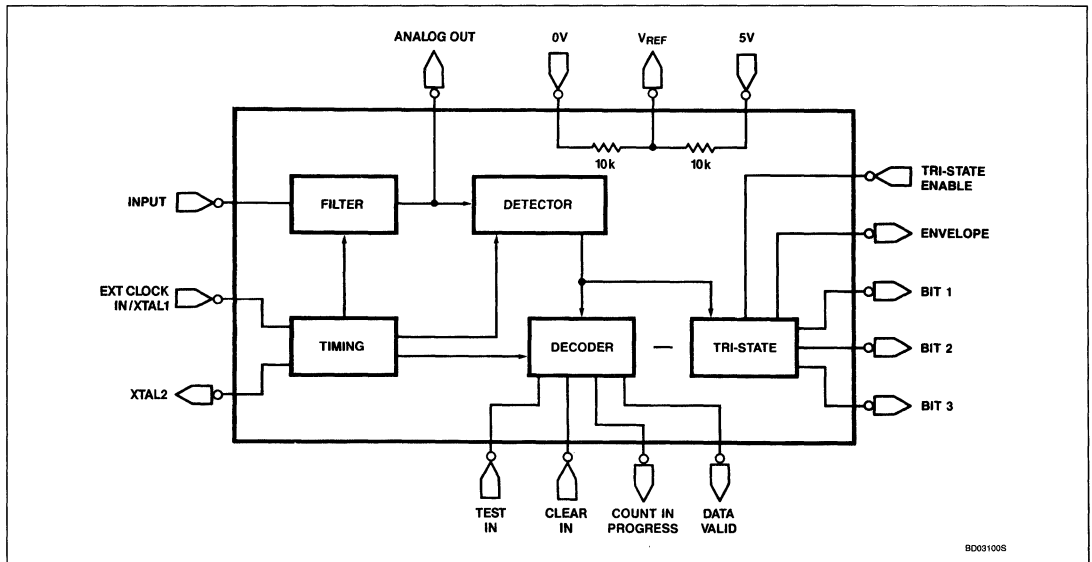 ANALOG OUT
0V
VREF
5V
10k
10k
TRI-STATE
ENABLE
INPUT
FILTER
DETECTOR
ENVELOPE
EXT CLOCK
IN/XTAL1
BIT 1
TIMING
DECODER
TRI-STATE
BIT 2
XTAL2
BIT 3
TEST
IN
CLEAR
IN
COUNT IN
PROGRESS
DATA
VALID
BD03100S